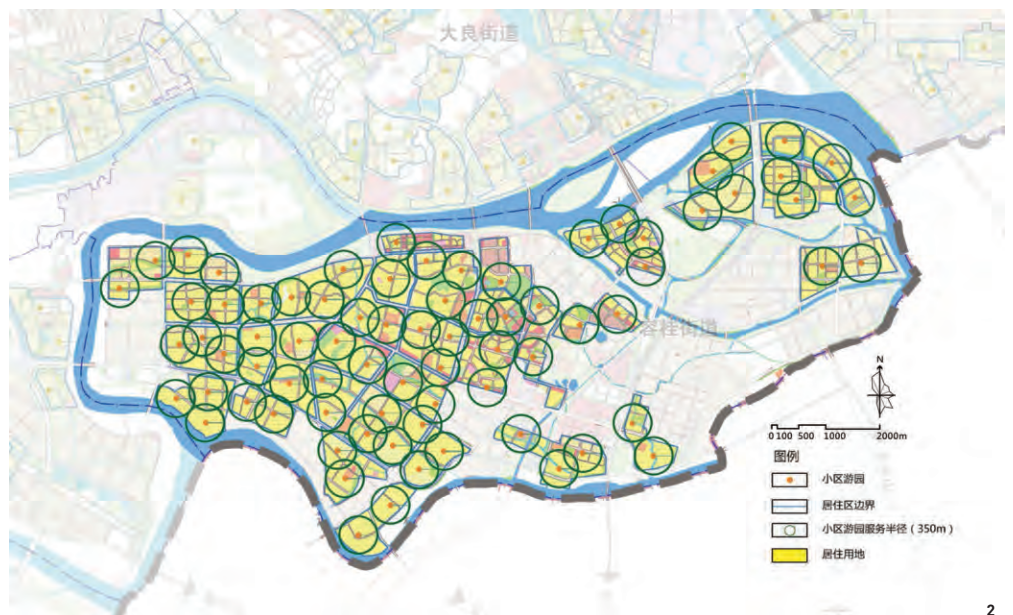 大良街道
容桂街道
N
0 100 500 1000 2000m
图例
小区游园
居住区边界
小区游园服务半径（350m）
居住用地
2